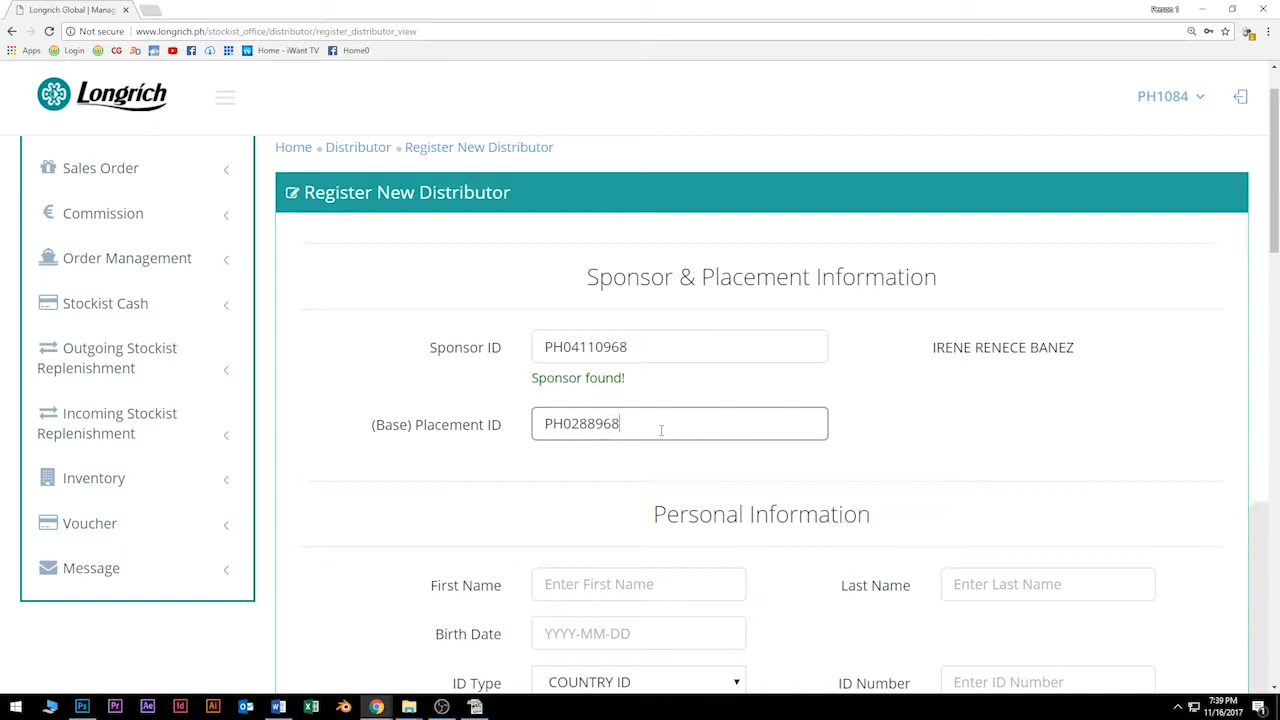 Longrich Global | Manag
Not secure www.longrich.ph/stockist_office/distributor/register_distributor_view
Apps Login CG Home - iWant TV Home0
Longrich
PH1084
Home Distributor Register New Distributor
Sales Order
Commission
Order Management
Stockist Cash
Outgoing Stockist
Replenishment
Incoming Stockist
Replenishment
Inventory
Voucher
Message
Register New Distributor
Sponsor & Placement Information
Sponsor ID PH04110968 IRENE RENECE BANEZ
Sponsor found!
(Base) Placement ID PH0288968
Personal Information
First Name Enter First Name Last Name Enter Last Name
Birth Date YYYY-MM-DD
ID Type COUNTRY ID ID Number Enter ID Number
7:39 PM
11/16/2017